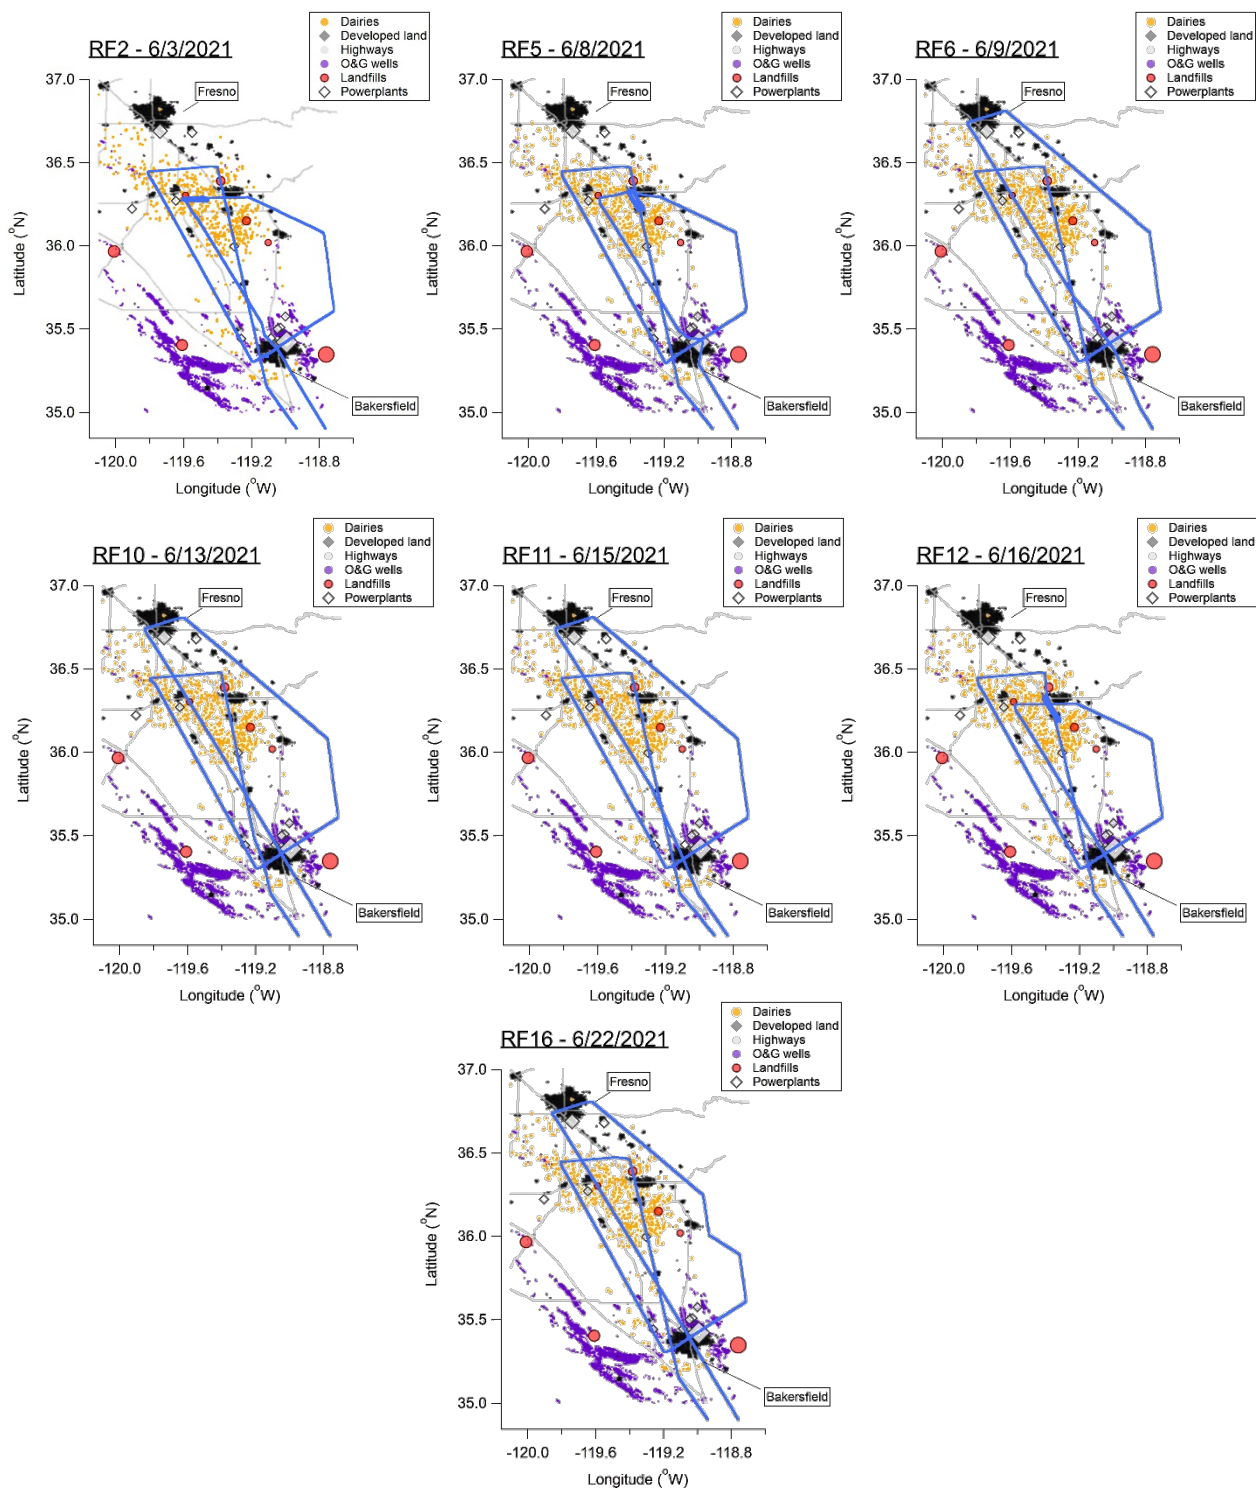 RF2 - 6/3/2021
Dairies
Developed land
Highways
O&G wells
Landfills
Powerplants
Fresno
Bakersfield
37.0
36.5
36.0
35.5
35.0
Latitude (°N)
-120.0 -119.6 -119.2 -118.8
Longitude (°W)
RF5 - 6/8/2021
Dairies
Developed land
Highways
O&G wells
Landfills
Powerplants
Fresno
Bakersfield
37.0
36.5
36.0
35.5
35.0
Latitude (°N)
-120.0 -119.6 -119.2 -118.8
Longitude (°W)
RF6 - 6/9/2021
Dairies
Developed land
Highways
O&G wells
Landfills
Powerplants
Fresno
Bakersfield
37.0
36.5
36.0
35.5
35.0
Latitude (°N)
-120.0 -119.6 -119.2 -118.8
Longitude (°W)
RF10 - 6/13/2021
Dairies
Developed land
Highways
O&G wells
Landfills
Powerplants
Fresno
Bakersfield
37.0
36.5
36.0
35.5
35.0
Latitude (°N)
-120.0 -119.6 -119.2 -118.8
Longitude (°W)
RF11 - 6/15/2021
Dairies
Developed land
Highways
O&G wells
Landfills
Powerplants
Fresno
Bakersfield
37.0
36.5
36.0
35.5
35.0
Latitude (°N)
-120.0 -119.6 -119.2 -118.8
Longitude (°W)
RF12 - 6/16/2021
Dairies
Developed land
Highways
O&G wells
Landfills
Powerplants
Fresno
Bakersfield
37.0
36.5
36.0
35.5
35.0
Latitude (°N)
-120.0 -119.6 -119.2 -118.8
Longitude (°W)
RF16 - 6/22/2021
Dairies
Developed land
Highways
O&G wells
Landfills
Powerplants
Fresno
Bakersfield
37.0
36.5
36.0
35.5
35.0
Latitude (°N)
-120.0 -119.6 -119.2 -118.8
Longitude (°W)